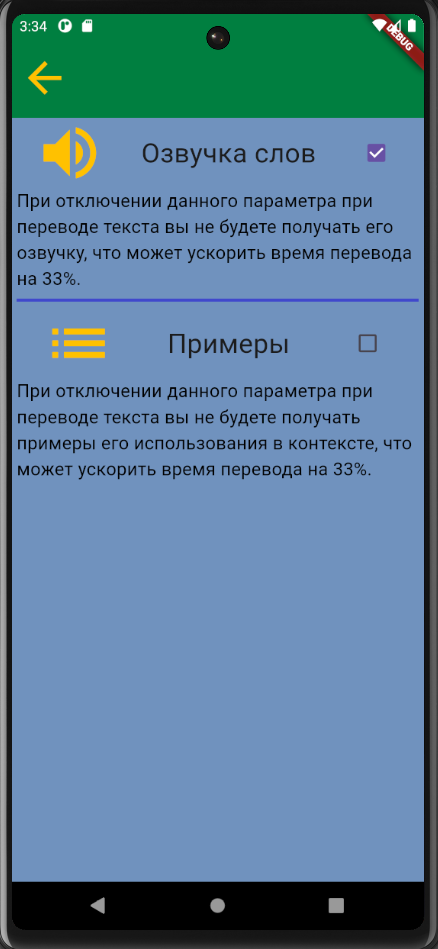 3:34
DEBUG
Озвучка слов
При отключении данного параметра при
переводе текста вы не будете получать его
озвучку, что может ускорить время перевода
на 33%.
Примеры
При отключении данного параметра при
переводе текста вы не будете получать
примеры его использования в контексте, что
может ускорить время перевода на 33%.